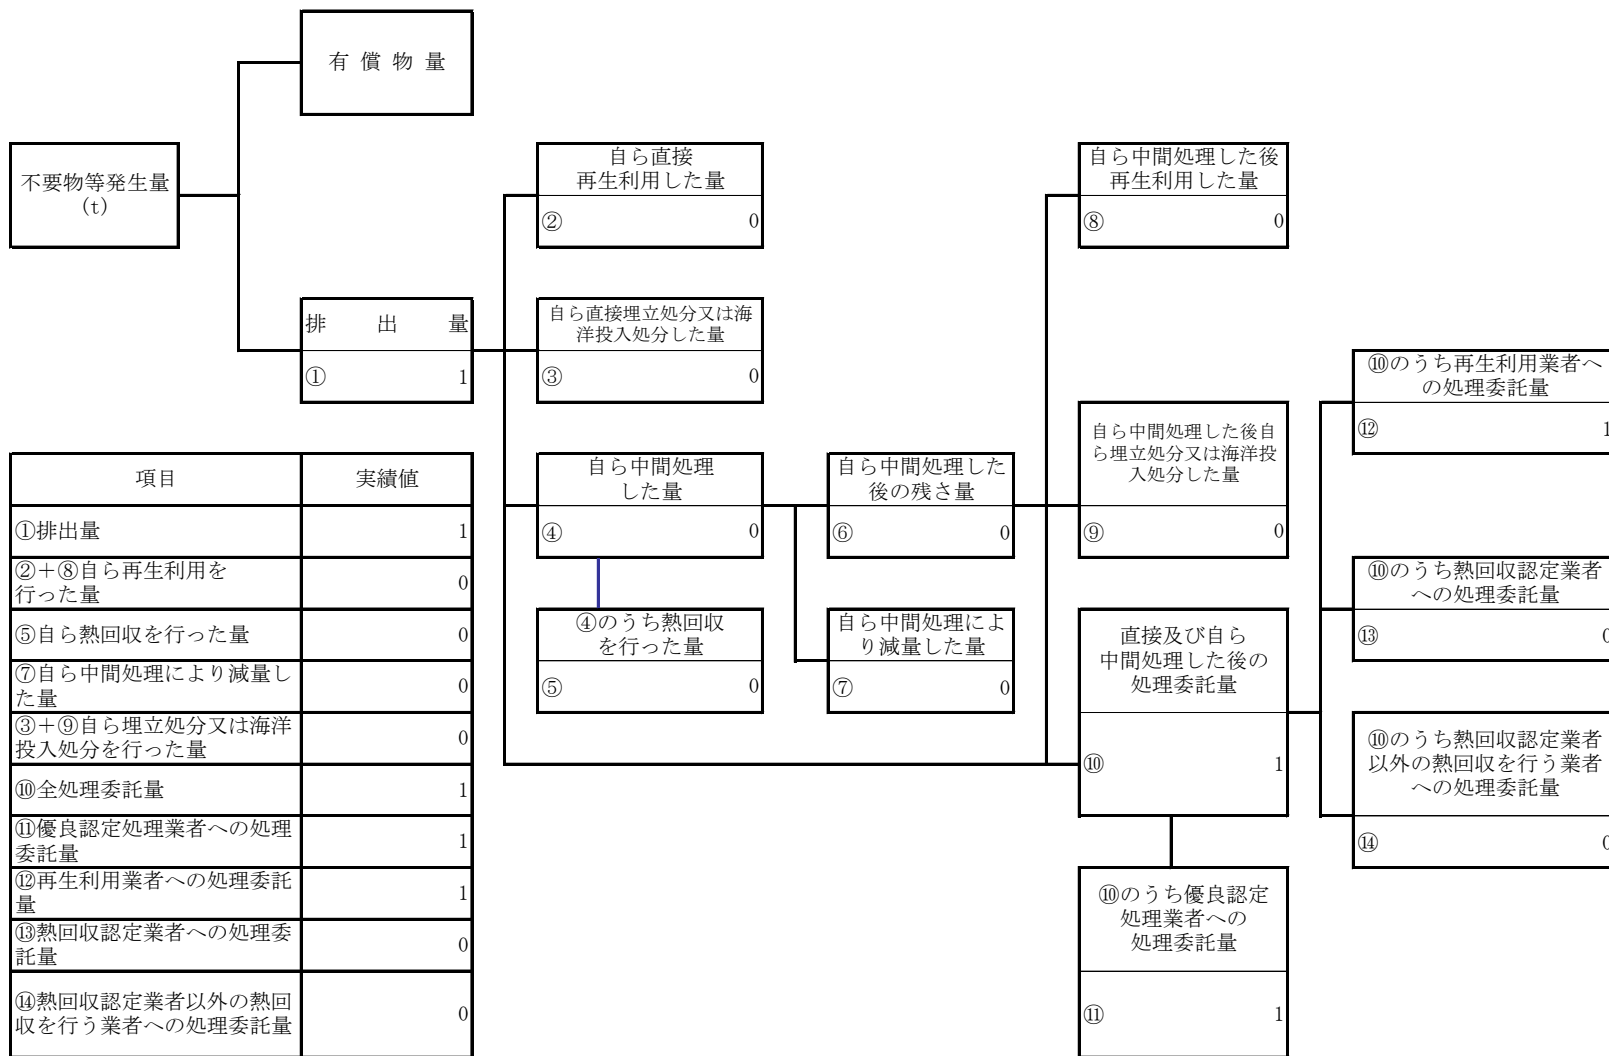 有償物量
不要物等発生量
(t)
自ら直接
再生利用した量
② 0
自ら中間処理した後
再生利用した量
⑧ 0
排出量
① 1
自ら直接埋立処分又は海
洋投入処分した量
③ 0
⑩のうち再生利用業者へ
の処理委託量
⑫ 1
自ら中間処理した後自
ら埋立処分又は海洋投
入処分した量
⑨ 0
自ら中間処理
した量
④ 0
自ら中間処理した
後の残さ量
⑥ 0
④のうち熱回収
を行った量
⑤ 0
自ら中間処理によ
り減量した量
⑦ 0
直接及び自ら
中間処理した後の
処理委託量
⑩ 1
⑩のうち熱回収認定業者
への処理委託量
⑬ 0
⑩のうち熱回収認定業者
以外の熱回収を行う業者
への処理委託量
⑭ 0
⑩のうち優良認定
処理業者への
処理委託量
⑪ 1
項目 実績値
①排出量 1
②+⑧自ら再生利用を
行った量 0
⑤自ら熱回収を行った量 0
⑦自ら中間処理により減量し
た量 0
③+⑨自ら埋立処分又は海洋
投入処分を行った量 0
⑩全処理委託量 1
⑪優良認定処理業者への処理
委託量 1
⑫再生利用業者への処理委託
量 1
⑬熱回収認定業者への処理委
託量 0
⑭熱回収認定業者以外の熱回
収を行う業者への処理委託量 0